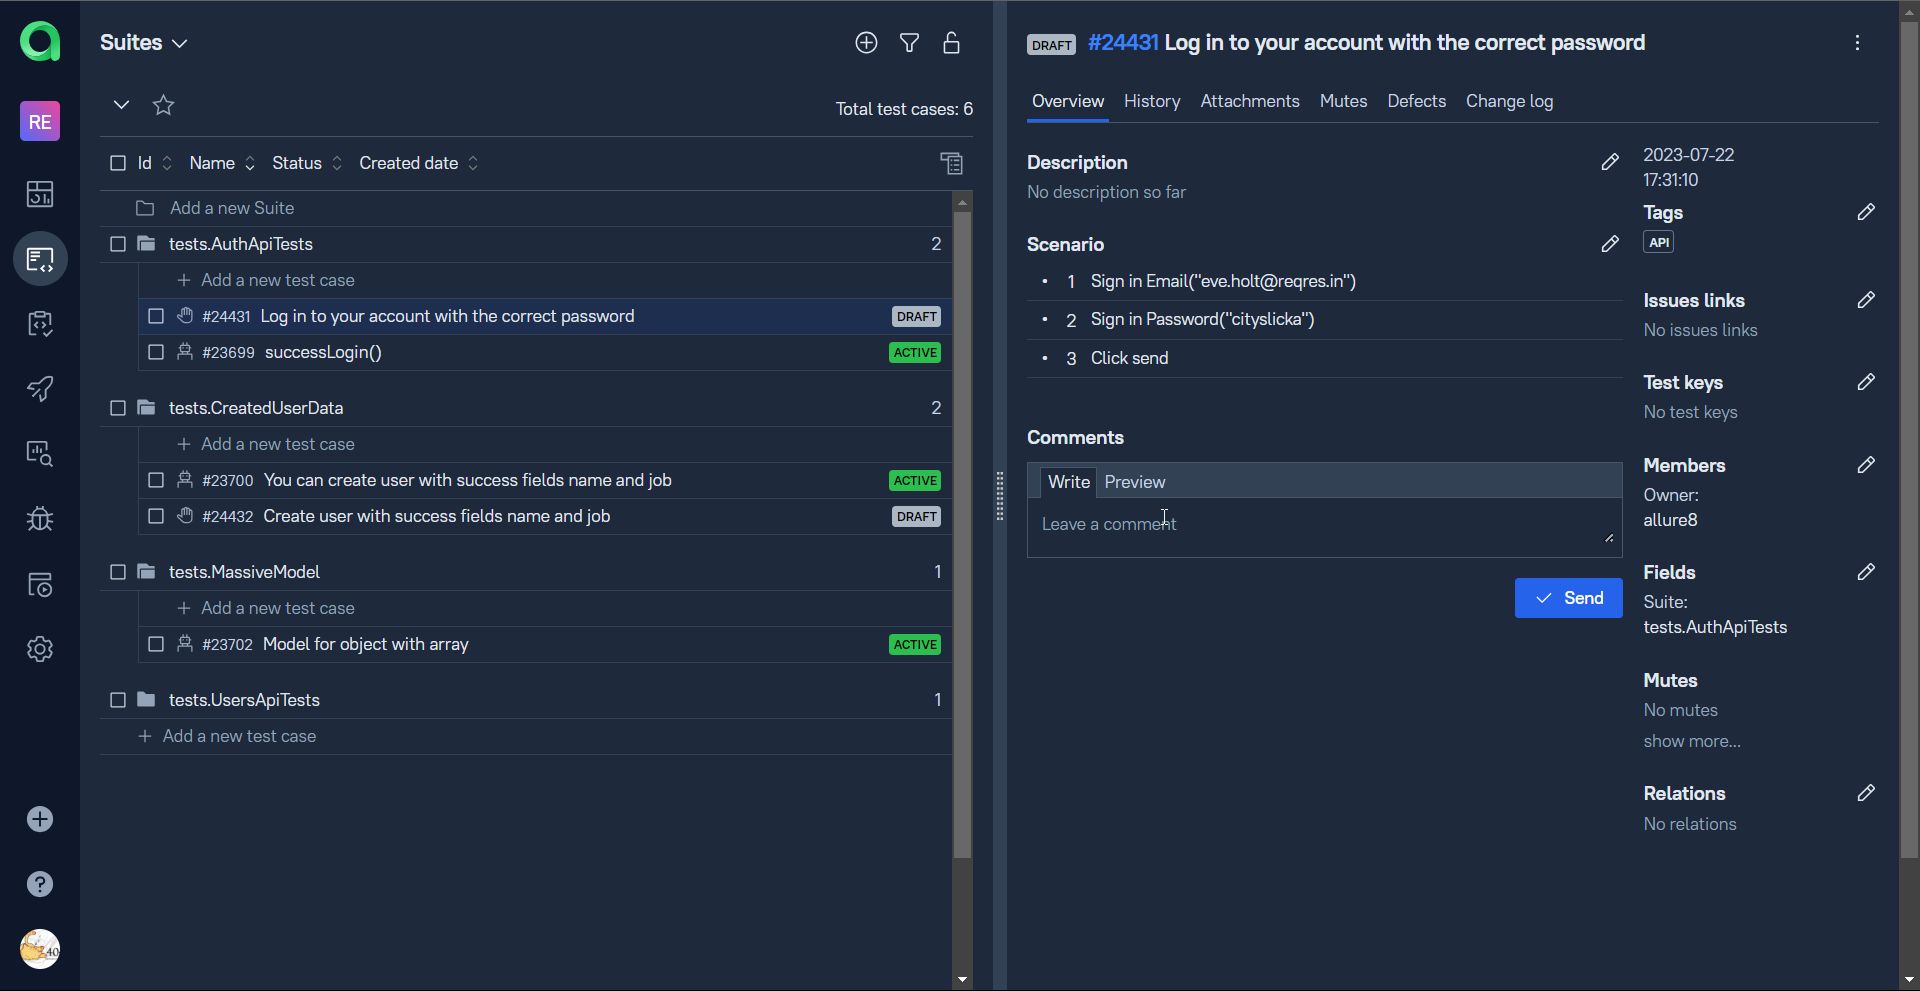 Suites
DRAFT #24431 Log in to your account with the correct password
RE
Total test cases: 6
Overview History Attachments Mutes Defects Change log
Id Name Status Created date
Add a new Suite
tests.AuthApiTests 2
Add a new test case
#24431 Log in to your account with the correct password DRAFT
#23699 successLogin() ACTIVE
tests.CreatedUserData 2
Add a new test case
#23700 You can create user with success fields name and job ACTIVE
#24432 Create user with success fields name and job DRAFT
tests.MassiveModel 1
Add a new test case
#23702 Model for object with array ACTIVE
tests.UsersApiTests 1
Add a new test case
40
Description
No description so far
Scenario
• 1 Sign in Email("eve.holt@reqres.in")
• 2 Sign in Password("cityslicka")
• 3 Click send
Comments
Write Preview
Leave a comment
Send
2023-07-22
17:31:10
Tags
API
Issues links
No issues links
Test keys
No test keys
Members
Owner:
allure8
Fields
Suite:
tests.AuthApiTests
Mutes
No mutes
show more...
Relations
No relations